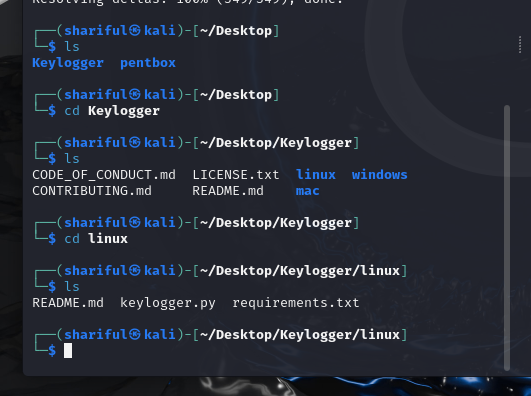 Resolving deltas: 100% (349/349), done.
┌──(shariful㉿kali)-[~/Desktop]
└─$ ls
Keylogger  pentbox
┌──(shariful㉿kali)-[~/Desktop]
└─$ cd Keylogger
┌──(shariful㉿kali)-[~/Desktop/Keylogger]
└─$ ls
CODE_OF_CONDUCT.md  LICENSE.txt  linux  windows
CONTRIBUTING.md     README.md    mac
┌──(shariful㉿kali)-[~/Desktop/Keylogger]
└─$ cd linux
┌──(shariful㉿kali)-[~/Desktop/Keylogger/linux]
└─$ ls
README.md  keylogger.py  requirements.txt
┌──(shariful㉿kali)-[~/Desktop/Keylogger/linux]
└─$